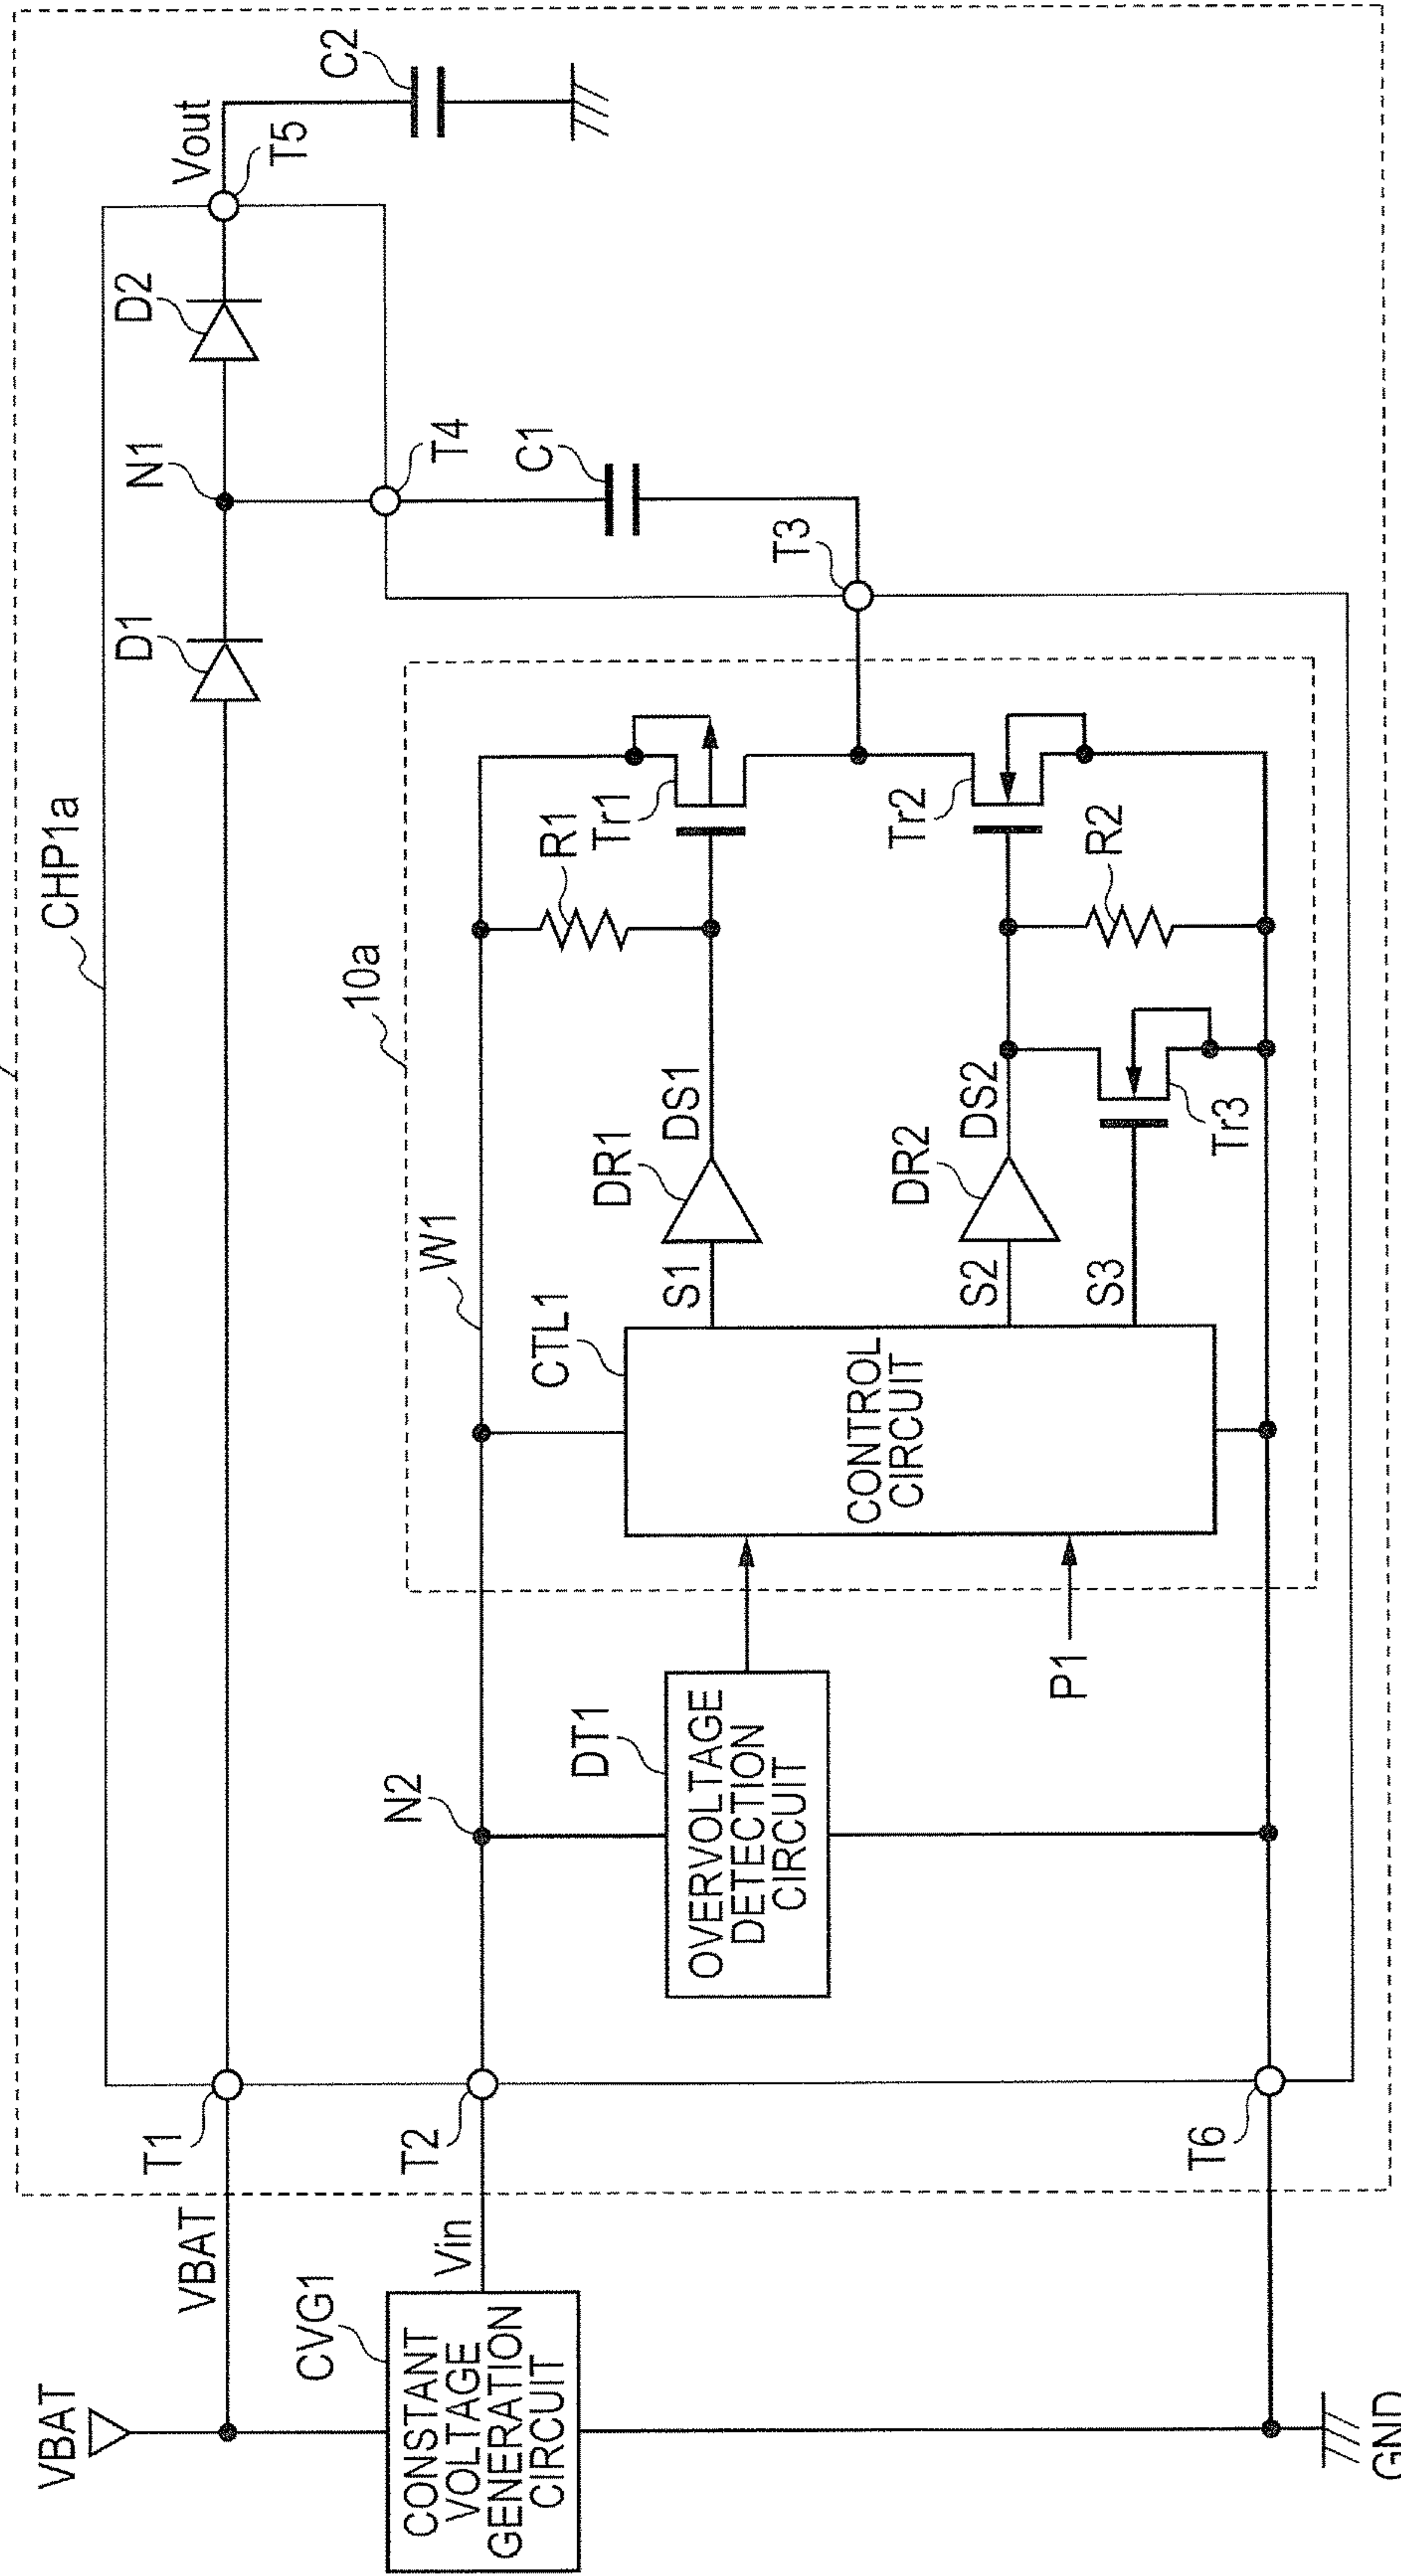 VBAT
VBAT
T1
D1
N1
D2
Vout
T5
C2
CHP1a
CVG1
CONSTANT
VOLTAGE
GENERATION
CIRCUIT
Vin
T2
N2
W1
10a
T4
C1
T3
DT1
OVERVOLTAGE
DETECTION
CIRCUIT
CTL1
CONTROL
CIRCUIT
P1
S1
DR1
DS1
R1
Tr1
S2
DR2
DS2
Tr2
S3
Tr3
R2
T6
GND